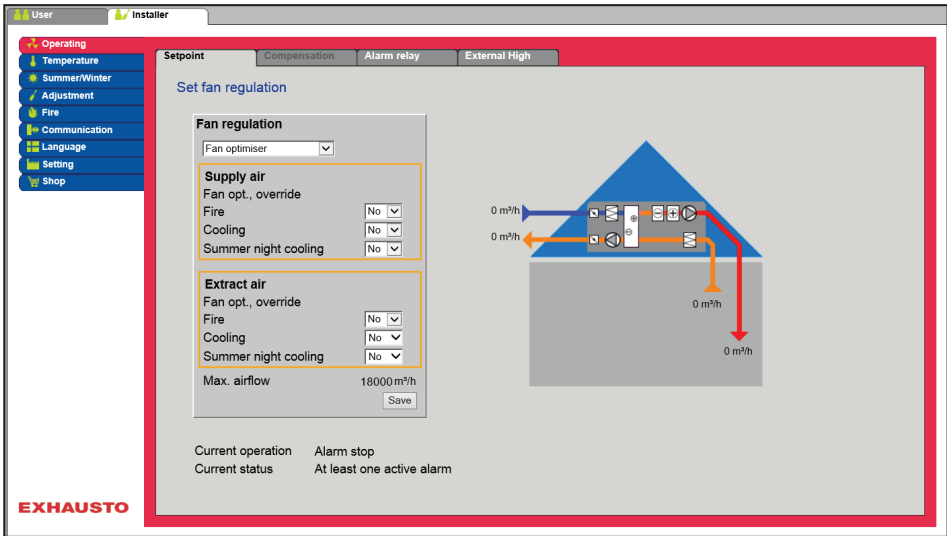 User
Installer
Operating
Temperature
Summer/Winter
Adjustment
Fire
Communication
Language
Setting
Shop
EXHAUSTO
Setpoint
Compensation
Alarm relay
External High
Set fan regulation
Fan regulation
Fan optimiser
Supply air
Fan opt., override
Fire No
Cooling No
Summer night cooling No
Extract air
Fan opt., override
Fire No
Cooling No
Summer night cooling No
Max. airflow 18000 m³/h
Save
Current operation Alarm stop
Current status At least one active alarm
0 m³/h
0 m³/h
0 m³/h
0 m³/h